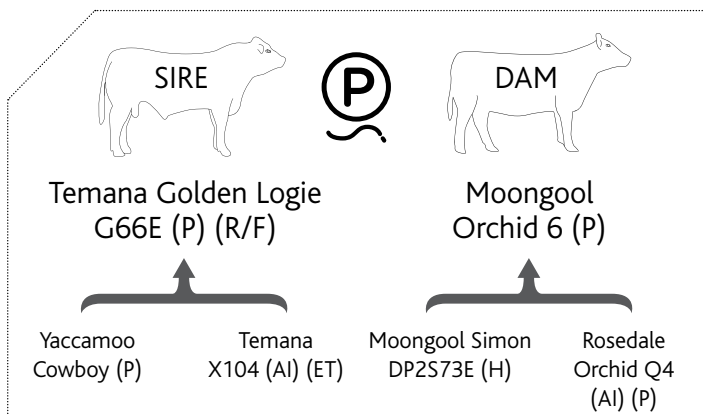 SIRE
P
DAM
Temana Golden Logie
G66E (P) (R/F)
Moongool
Orchid 6 (P)
Yaccamoo
Cowboy (P)
Temana
X104 (AI) (ET)
Moongool Simon
DP2S73E (H)
Rosedale
Orchid Q4
(AI) (P)